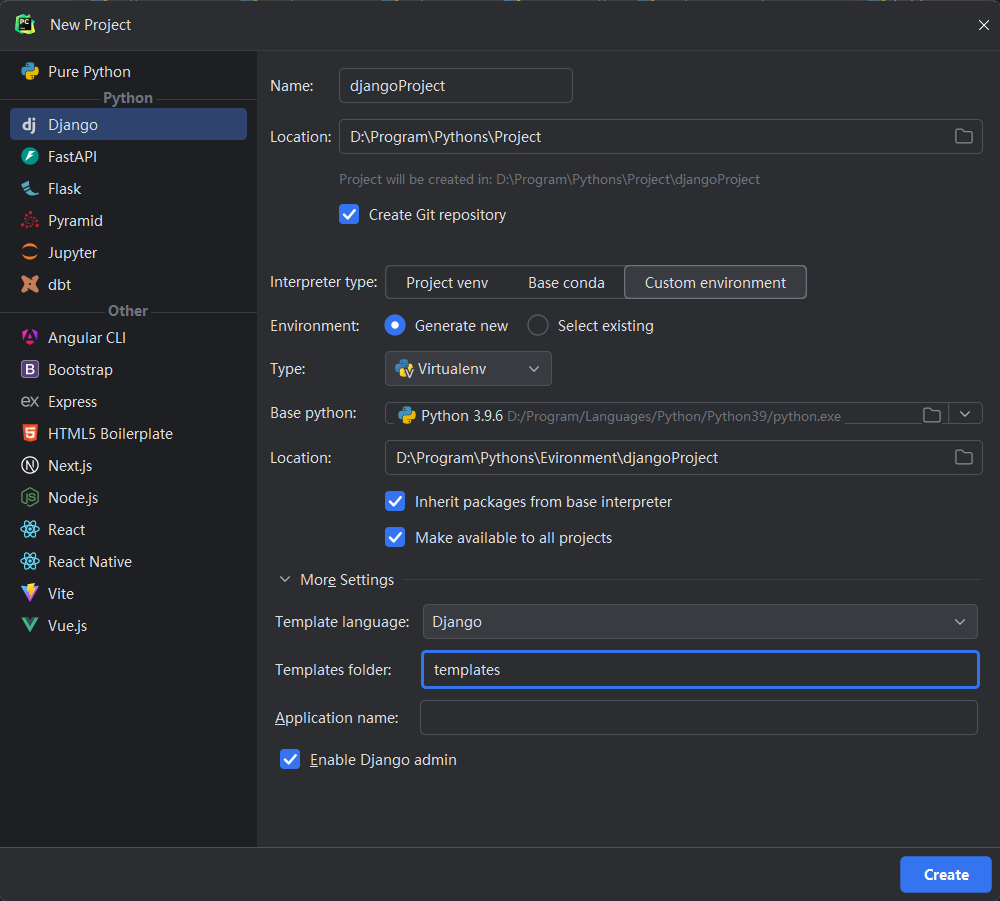 New Project
Pure Python
Python
Django
FastAPI
Flask
Pyramid
Jupyter
dbt
Other
Angular CLI
Bootstrap
Express
HTML5 Boilerplate
Next.js
Node.js
React
React Native
Vite
Vue.js
Name: djangoProject
Location: D:\Program\Pythons\Project
Project will be created in: D:\Program\Pythons\Project\djangoProject
Create Git repository
Interpreter type: Project venv Base conda Custom environment
Environment: Generate new Select existing
Type: Virtualenv
Base python: Python 3.9.6 D:/Program/Languages/Python/Python39/python.exe
Location: D:\Program\Pythons\Evironment\djangoProject
Inherit packages from base interpreter
Make available to all projects
More Settings
Template language: Django
Templates folder: templates
Application name:
Enable Django admin
Create